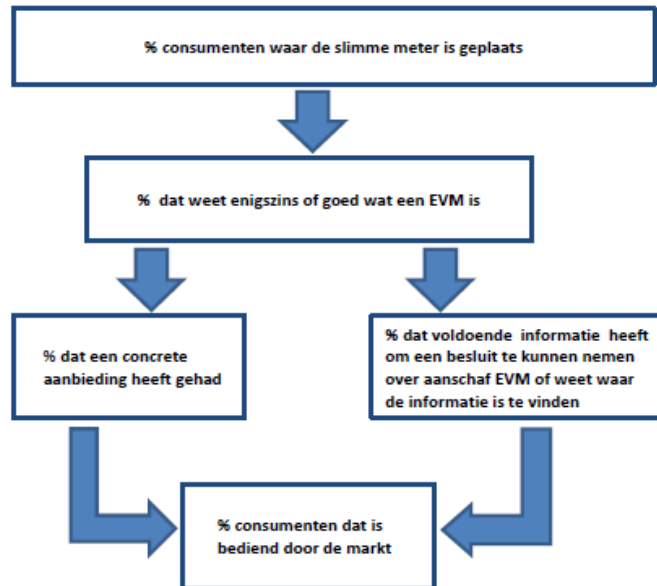 % consumenten waar de slimme meter is geplaats
% dat weet enigszins of goed wat een EVM is
% dat een concrete
aanbieding heeft gehad
% dat voldoende informatie heeft
om een besluit te kunnen nemen
over aanschaf EVM of weet waar
de informatie is te vinden
% consumenten dat is
bediend door de markt